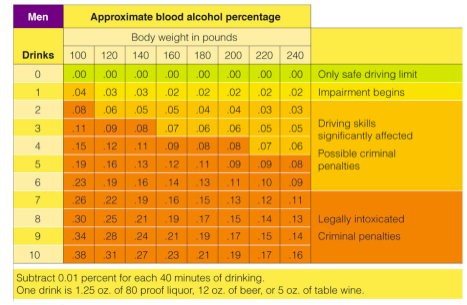 Men Approximate blood alcohol percentage
Body weight in pounds
Drinks 100 120 140 160 180 200 220 240
0 .00 .00 .00 .00 .00 .00 .00 .00 Only safe driving limit
1 .04 .03 .03 .02 .02 .02 .02 .02 Impairment begins
2 .08 .06 .05 .05 .04 .04 .03 .03
3 .11 .09 .08 .07 .06 .06 .05 .05 Driving skills
significantly affected
4 .15 .12 .11 .09 .08 .08 .07 .06 Possible criminal
5 .19 .16 .13 .12 .11 .09 .09 .08 penalties
6 .23 .19 .16 .14 .13 .11 .10 .09
7 .26 .22 .19 .16 .15 .13 .12 .11
8 .30 .25 .21 .19 .17 .15 .14 .13 Legally intoxicated
9 .34 .28 .24 .21 .19 .17 .15 .14 Criminal penalties
10 .38 .31 .27 .23 .21 .19 .17 .16
Subtract 0.01 percent for each 40 minutes of drinking.
One drink is 1.25 oz. of 80 proof liquor, 12 oz. of beer, or 5 oz. of table wine.